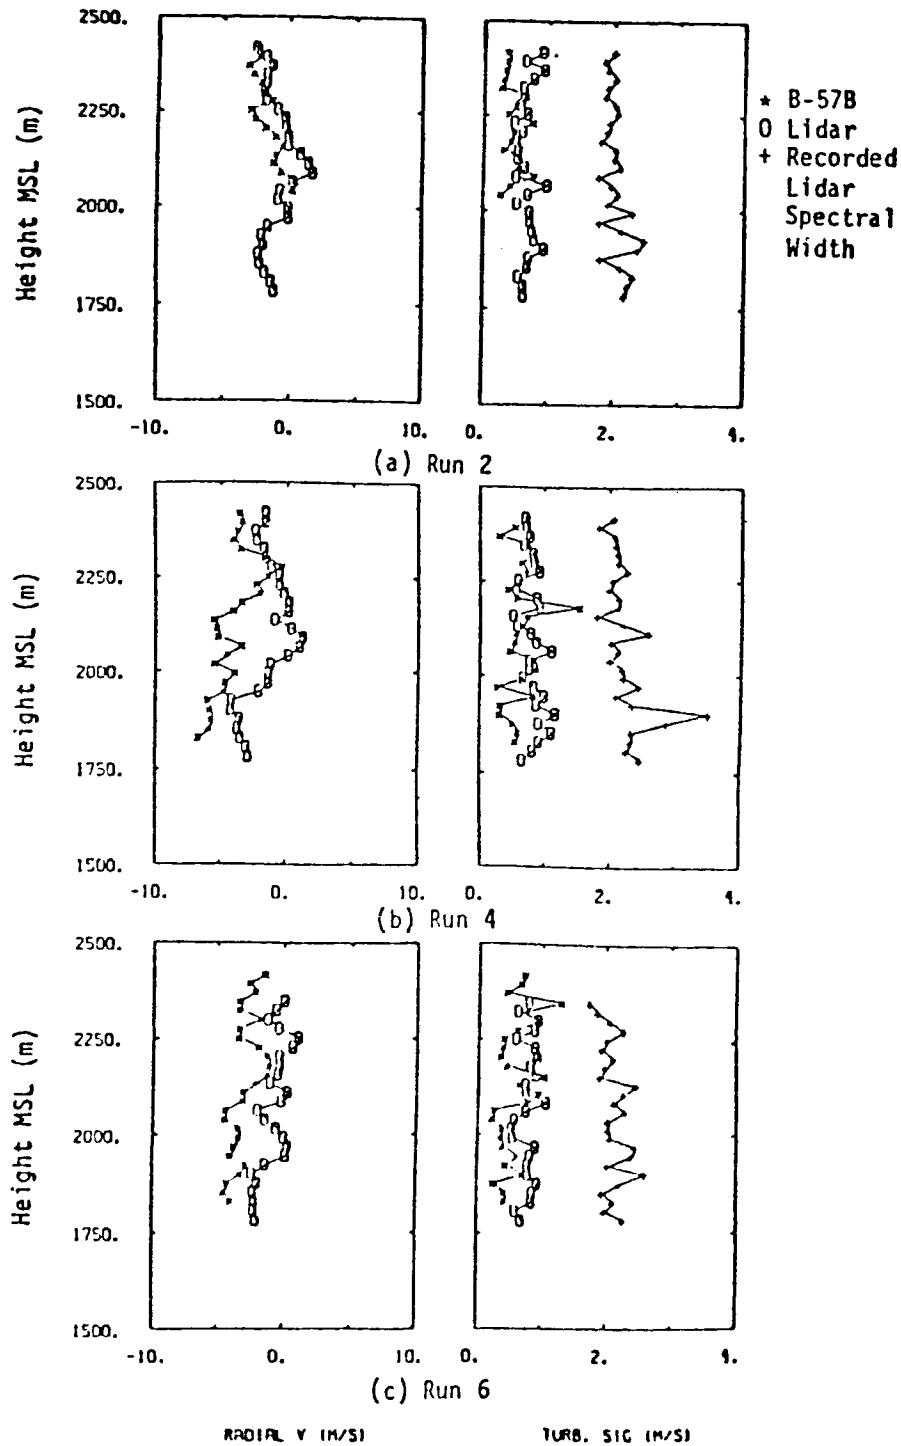 2500.
2250.
2000.
1750.
1500.
Height MSL (m)
-10.
0.
10.
0.
2.
4.
* B-57B
O Lidar
+ Recorded
Lidar
Spectral
Width
(a) Run 2
2500.
2250.
2000.
1750.
1500.
Height MSL (m)
-10.
0.
10.
0.
2.
4.
(b) Run 4
2500.
2250.
2000.
1750.
1500.
Height MSL (m)
-10.
0.
10.
0.
2.
4.
(c) Run 6
RADIAL V (M/S)
TURB. SIG (M/S)